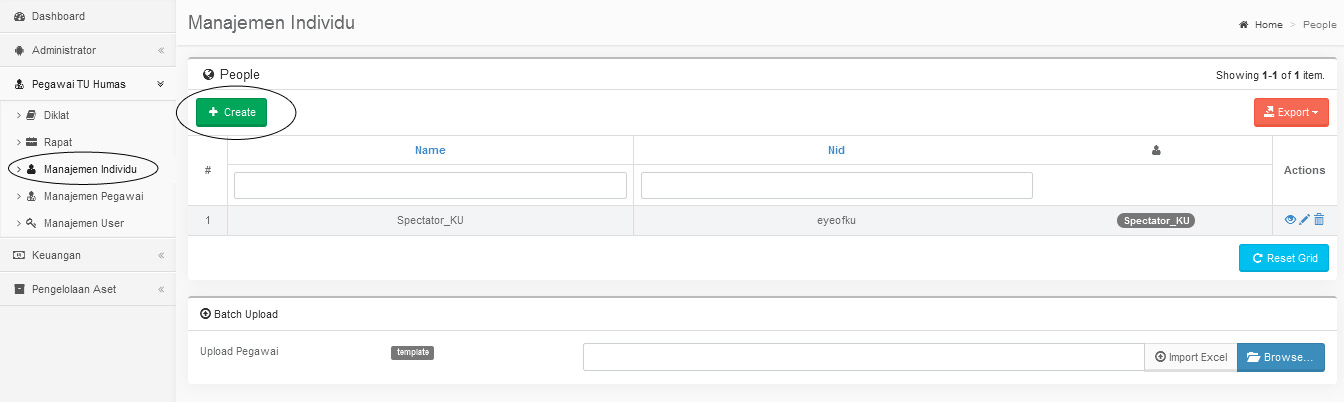 Dashboard
Administrator
Pegawai TU Humas
Diklat
Rapat
Manajemen Individu
Manajemen Pegawai
Manajemen User
Keuangan
Pengelolaan Aset
Manajemen Individu
Home > People
People
Showing 1-1 of 1 item.
Create
Export
# Name Nid Actions
1 Spectator_KU eyeofku Spectator_KU
Reset Grid
Batch Upload
Upload Pegawai template Import Excel Browse...